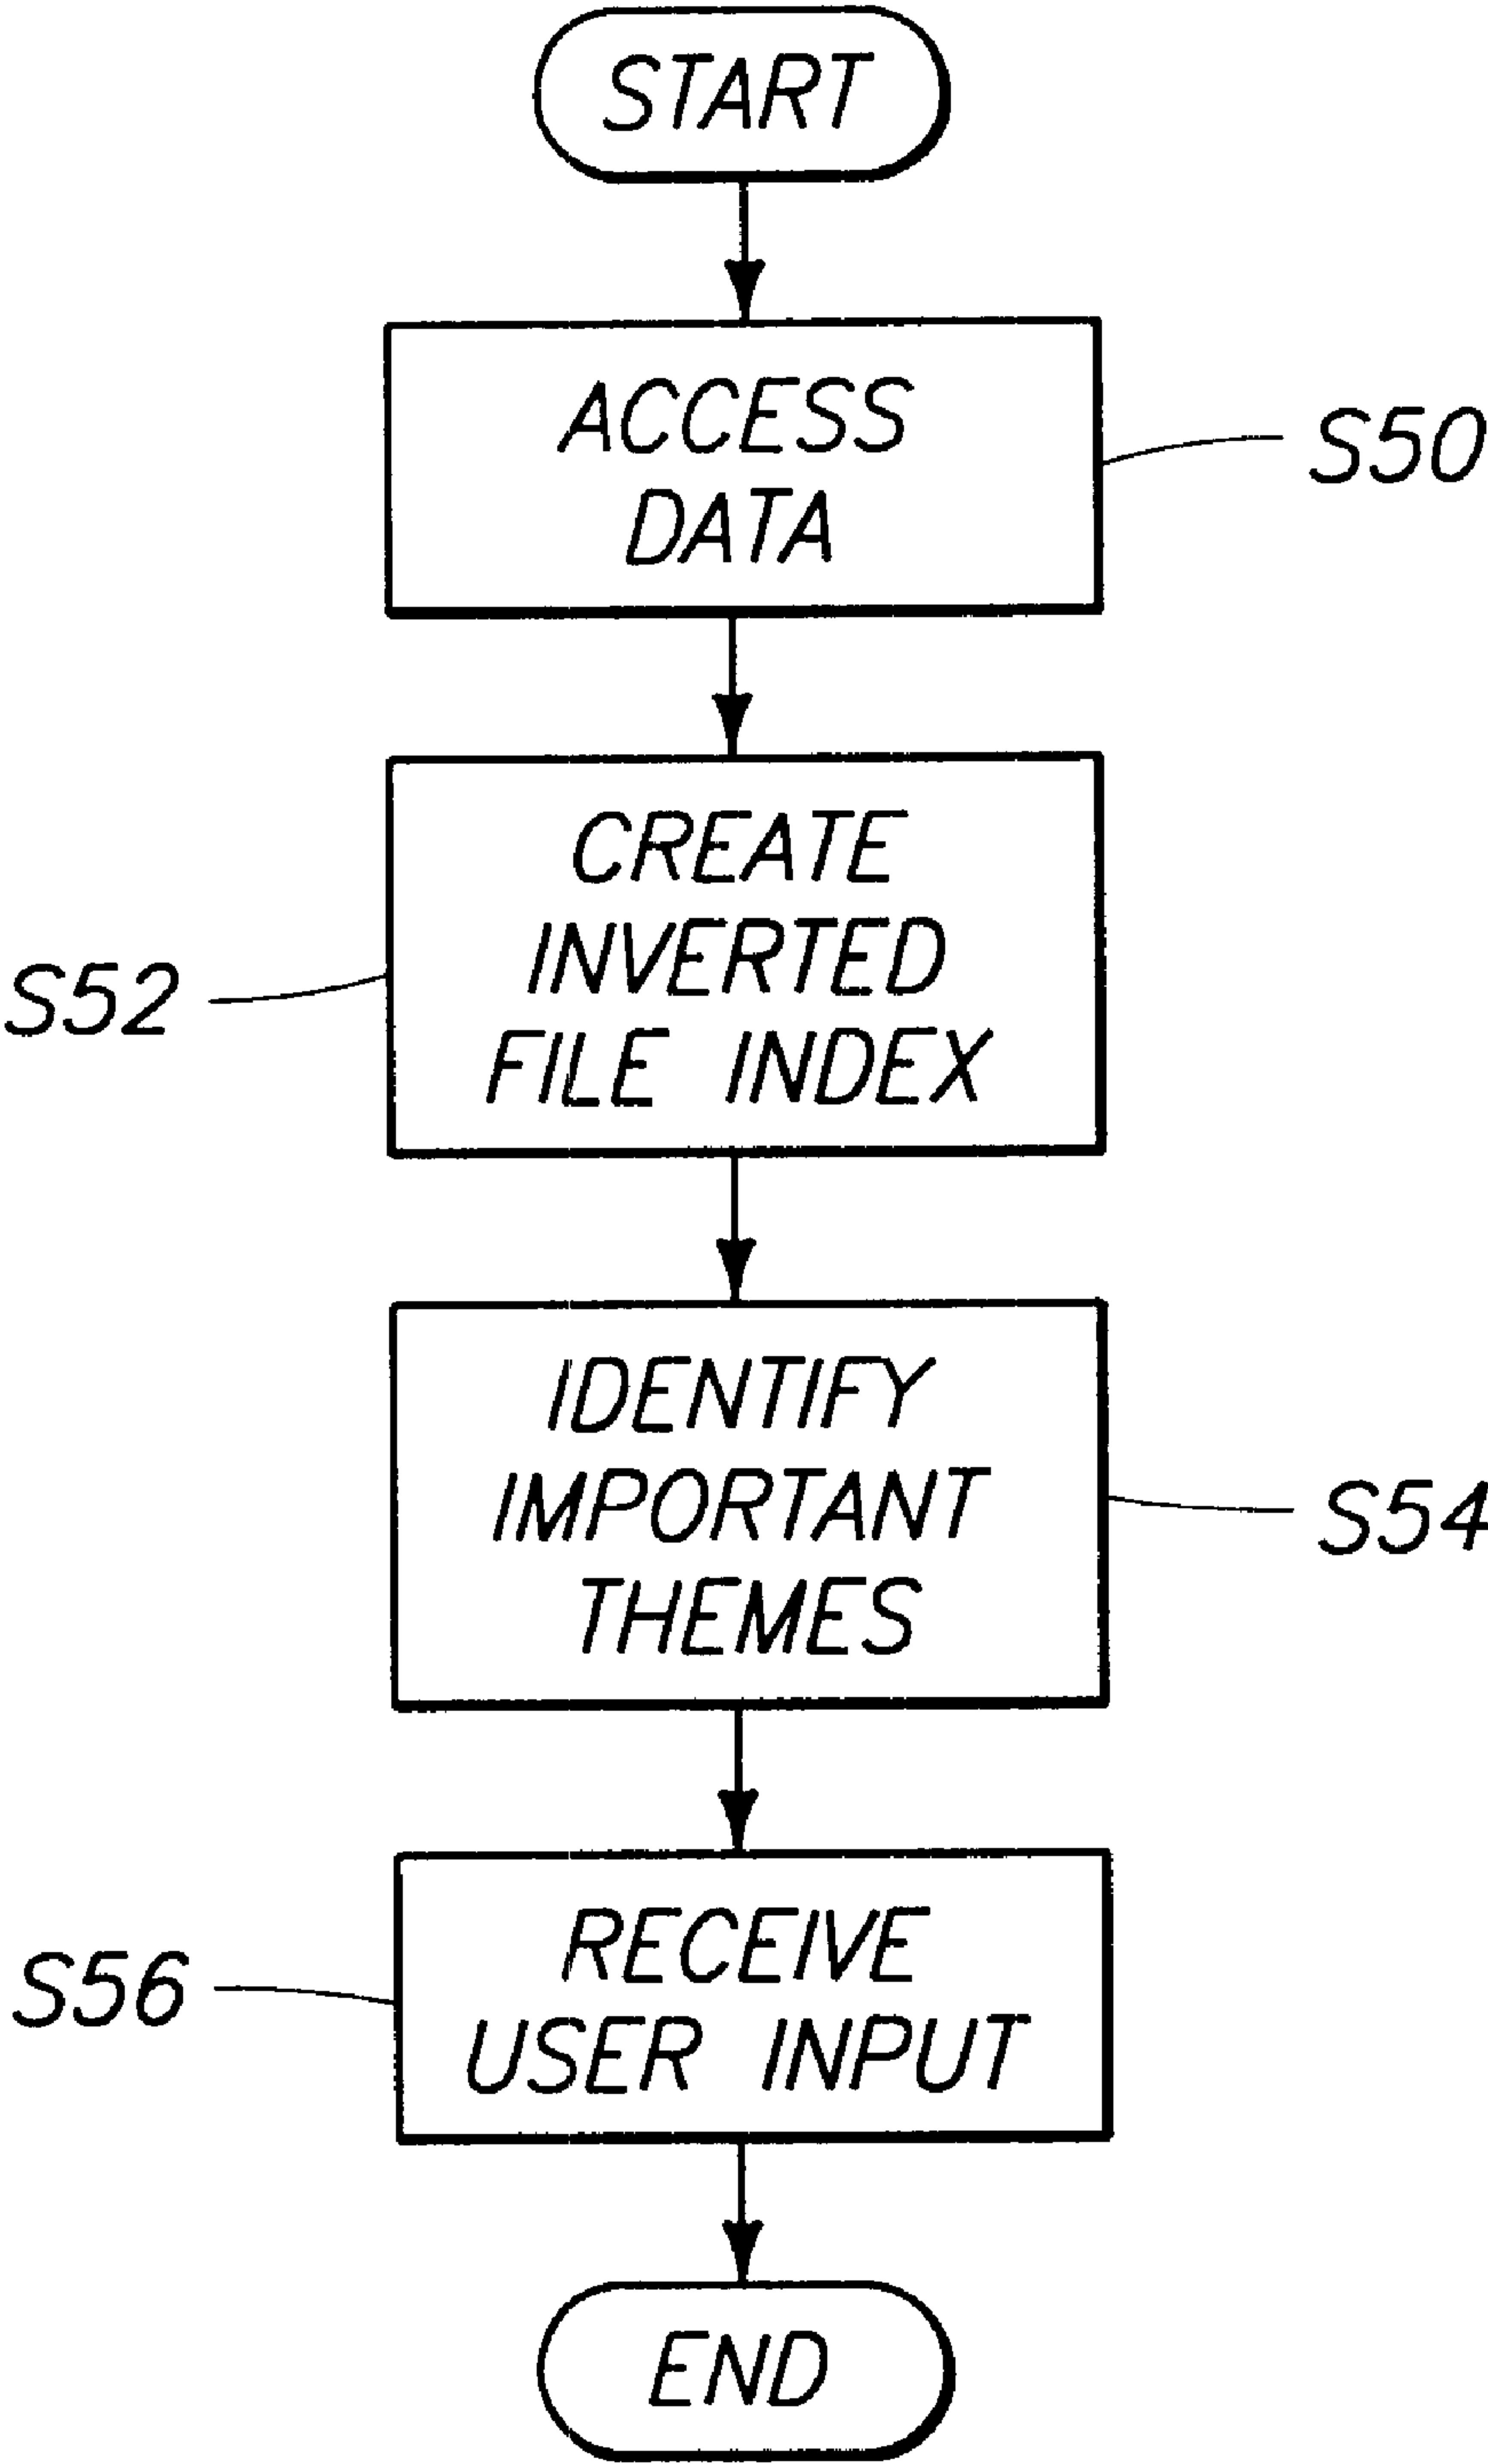 START
ACCESS
DATA
S50
CREATE
INVERTED
FILE INDEX
S52
IDENTIFY
IMPORTANT
THEMES
S54
RECEIVE
USER INPUT
S56
END